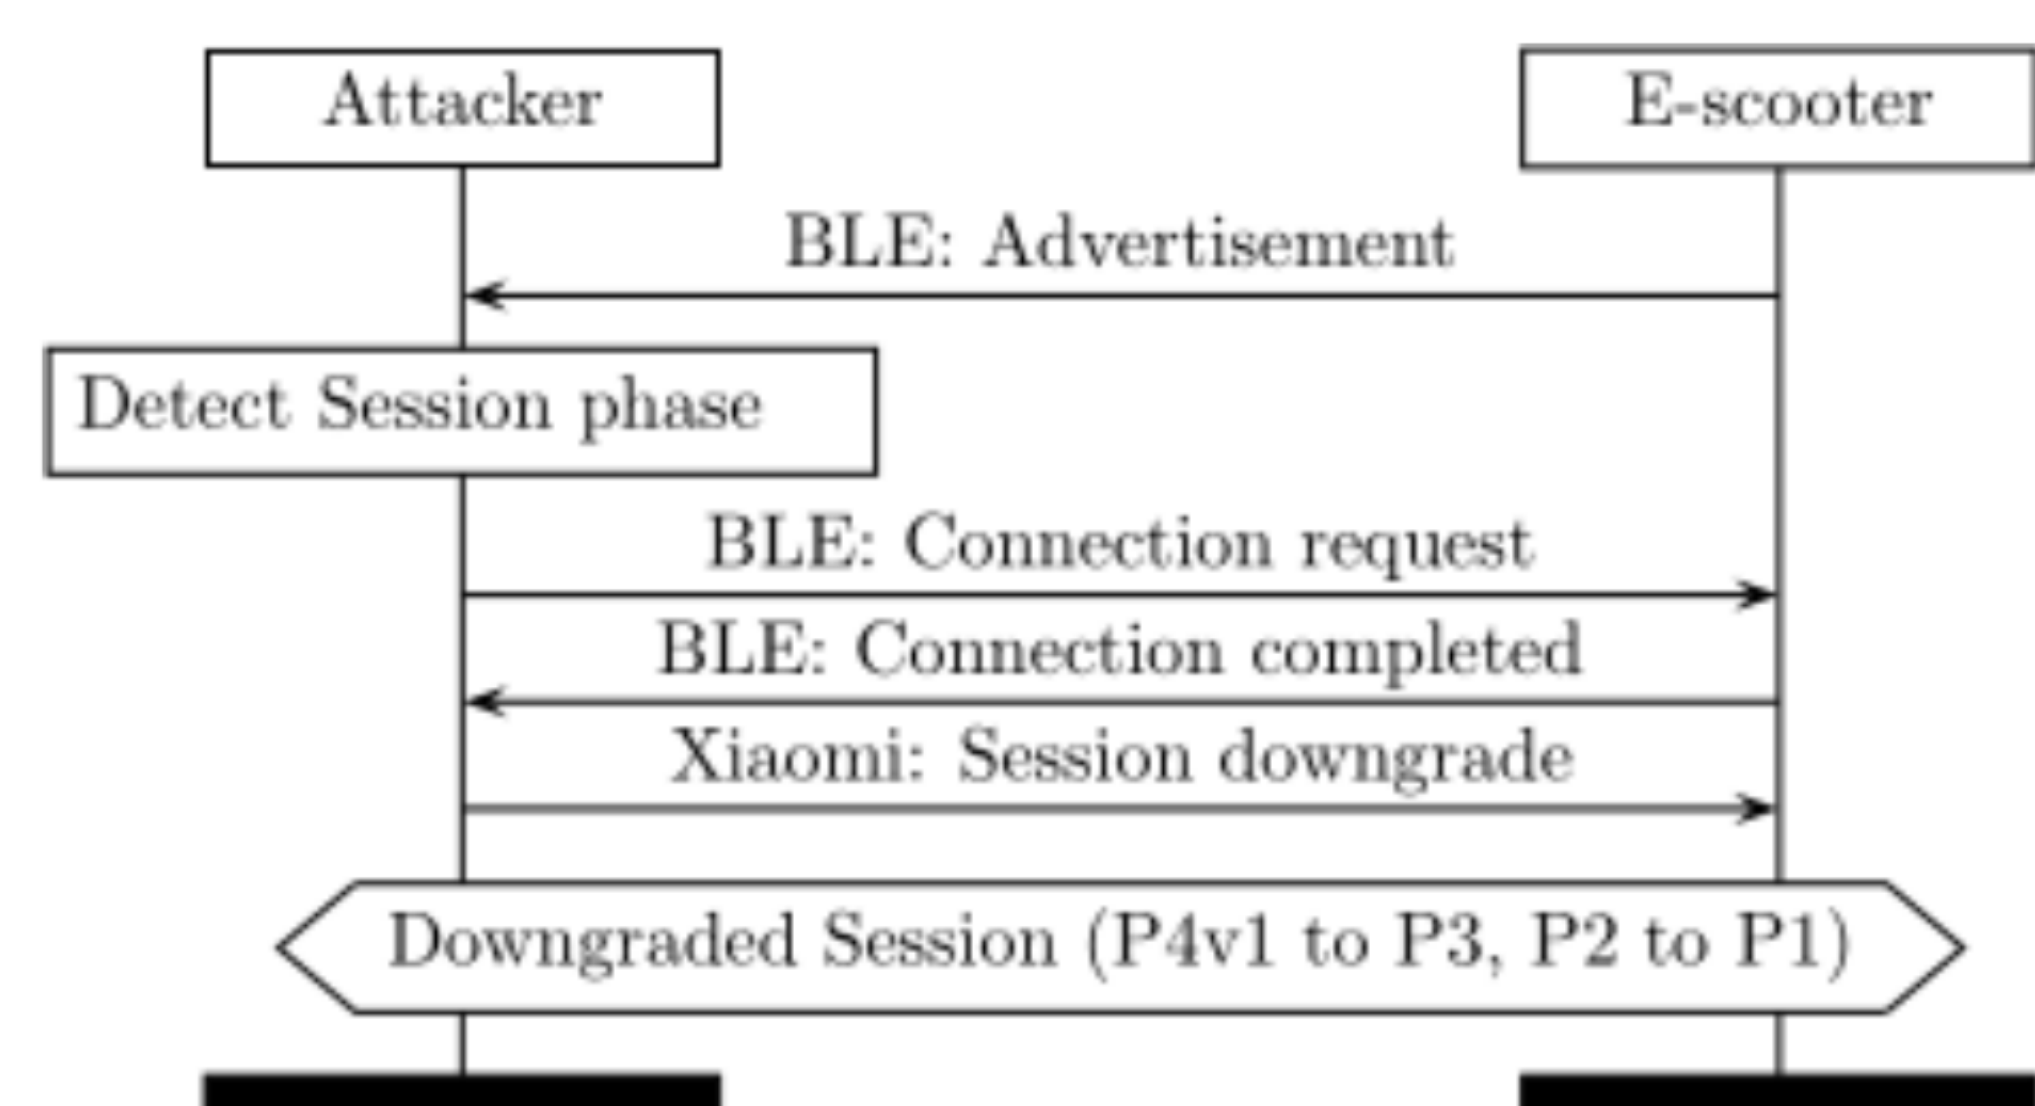 Attacker
E-scooter
BLE: Advertisement
Detect Session phase
BLE: Connection request
BLE: Connection completed
Xiaomi: Session downgrade
Downgraded Session (P4v1 to P3, P2 to P1)